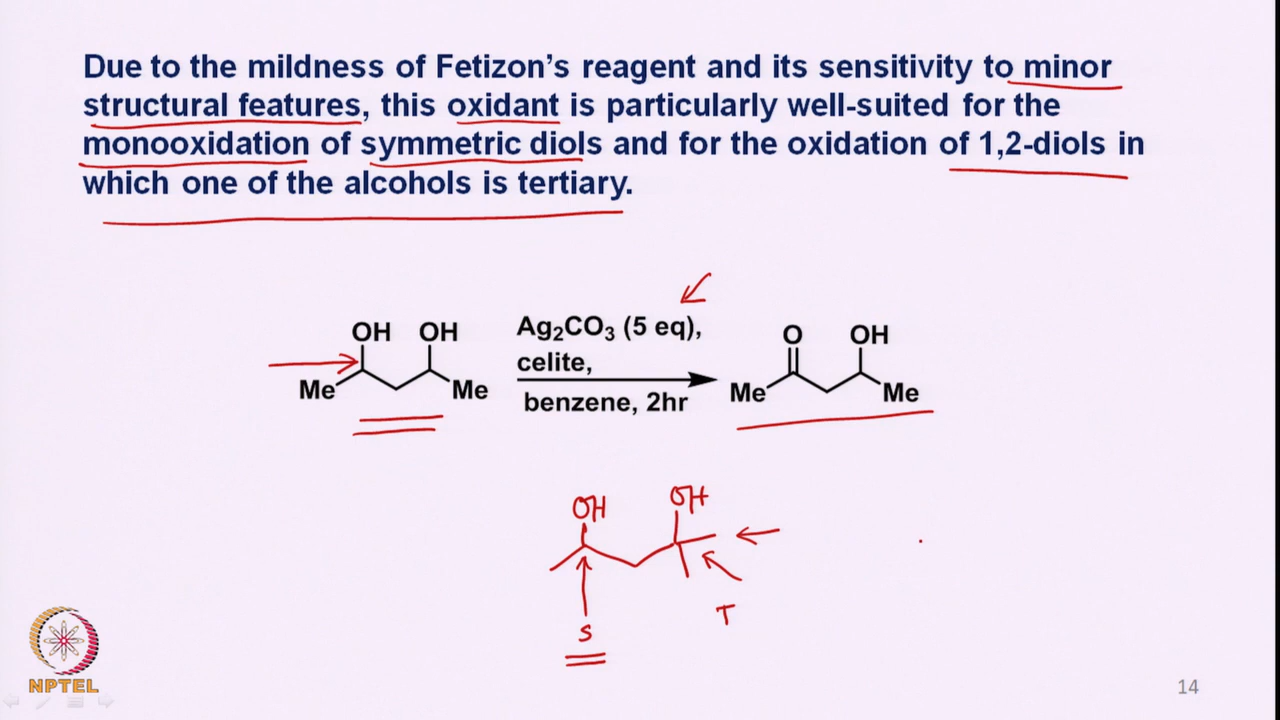 Due to the mildness of Fetizon's reagent and its sensitivity to minor
structural features, this oxidant is particularly well-suited for the
monooxidation of symmetric diols and for the oxidation of 1,2-diols in
which one of the alcohols is tertiary.
OH OH
Me Me
Ag₂CO₃ (5 eq),
celite,
benzene, 2hr
O OH
Me Me
OH OH
S
T
NPTEL
14